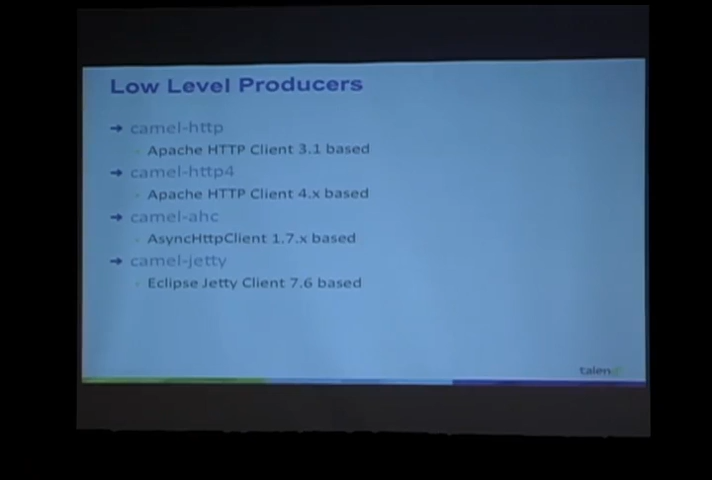 Low Level Producers
➔ camel-http
- Apache HTTP Client 3.1 based
➔ camel-http4
- Apache HTTP Client 4.x based
➔ camel-ahc
- AsyncHttpClient 1.7.x based
➔ camel-jetty
- Eclipse Jetty Client 7.6 based
talend